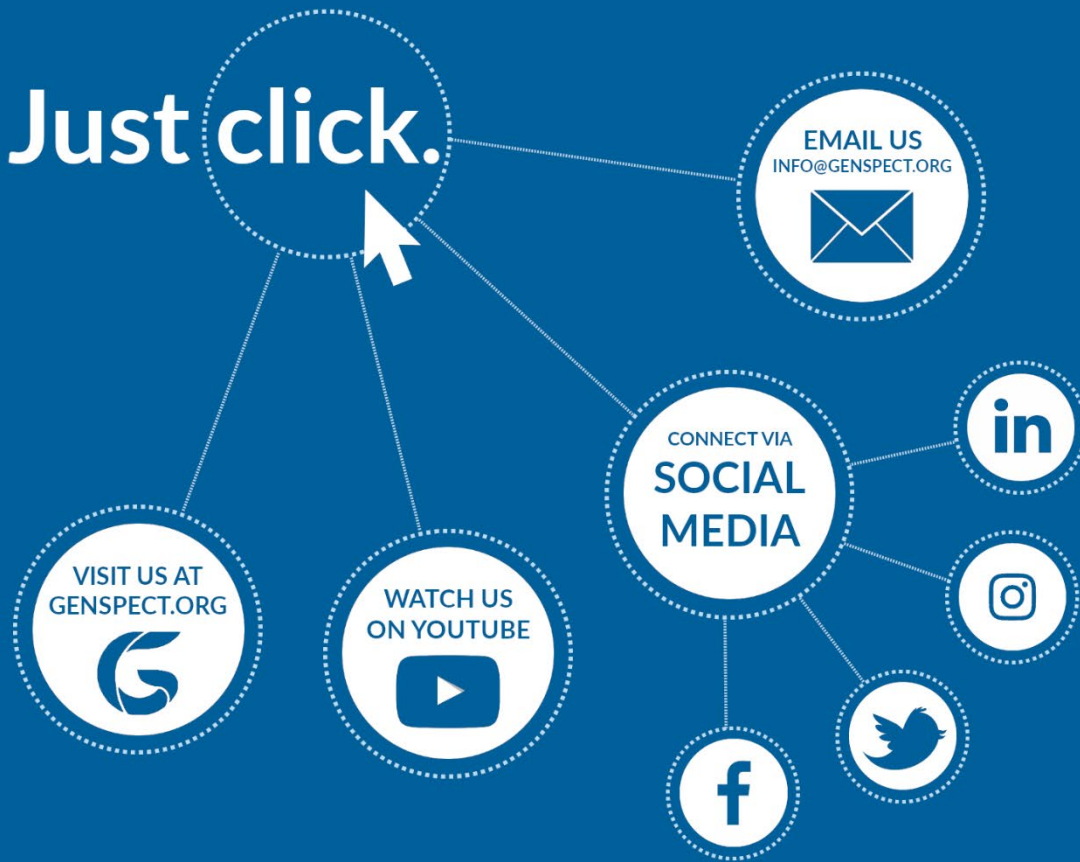 Just click.
EMAIL US
INFO@GENSPECT.ORG
CONNECT VIA
SOCIAL
MEDIA
in
VISIT US AT
GENSPECT.ORG
WATCH US
ON YOUTUBE
f